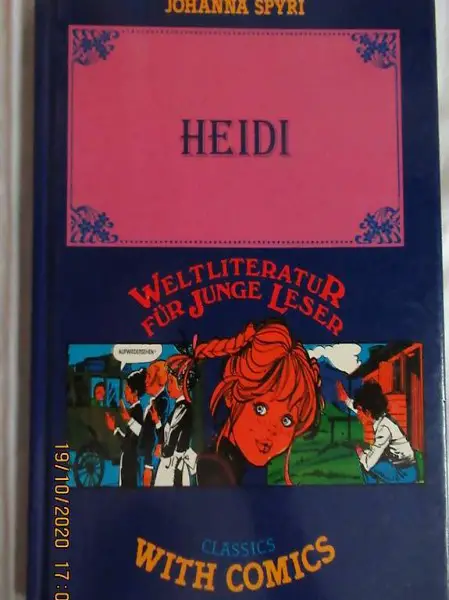 JOHANNA SPYRI
HEIDI
WELTLITERATUR
FÜR JUNGE LESER
AUFWIEDERSEHEN!
CLASSICS
WITH COMICS
19/10/2020 17:0